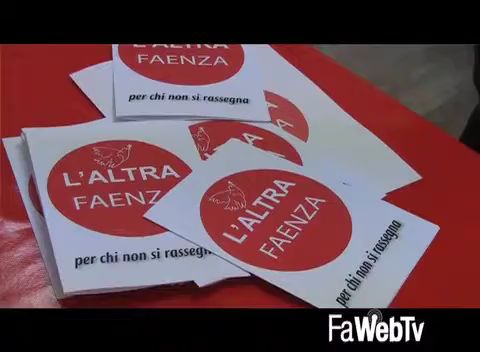 L'ALTRA
FAENZA
per chi non si rassegna
L'ALTRA
FAENZA
per chi non si rassegna
L'ALTRA
FAENZA
per chi non si rassegna
FaWebTv